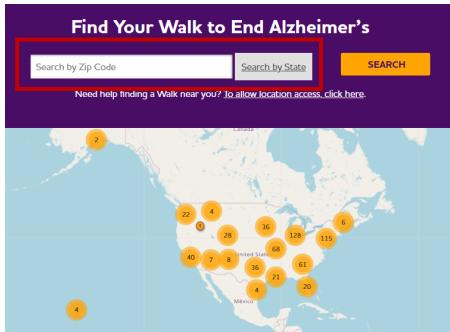 Find Your Walk to End Alzheimer's
Search by Zip Code
Search by State
SEARCH
Need help finding a Walk near you? To allow location access, click here.
Canada
2
22
4
1
28
36
128
6
115
68
40
7
8
United States
36
61
21
4
20
México
4